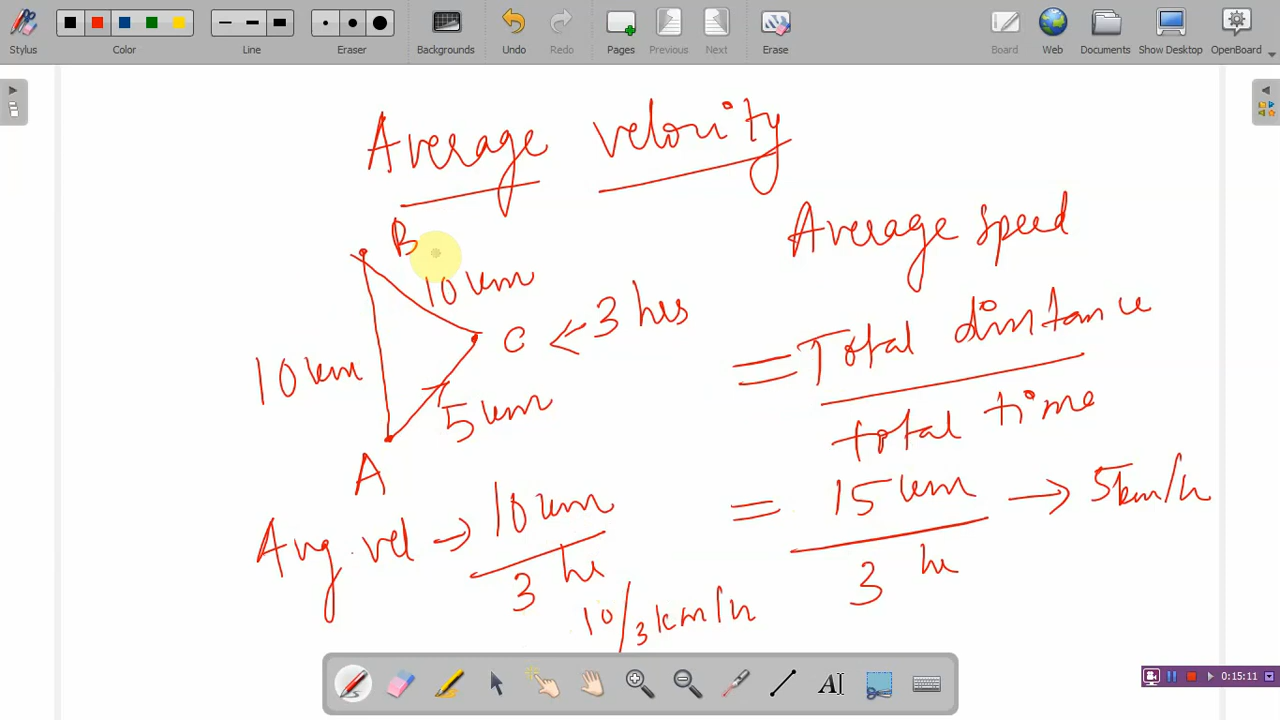 Stylus
Color
Line
Eraser
Backgrounds
Undo
Redo
Pages
Previous
Next
Erase
Board
Web
Documents
Show Desktop
OpenBoard
Average velocity
Average speed
B
10 km
C ← 3 hrs
10 km
5 km
A
= Total distance
total time
Avg. vel → 10 km
3 hr
10/3 km/h
= 15 km → 5km/h
3 hr
0:15:11